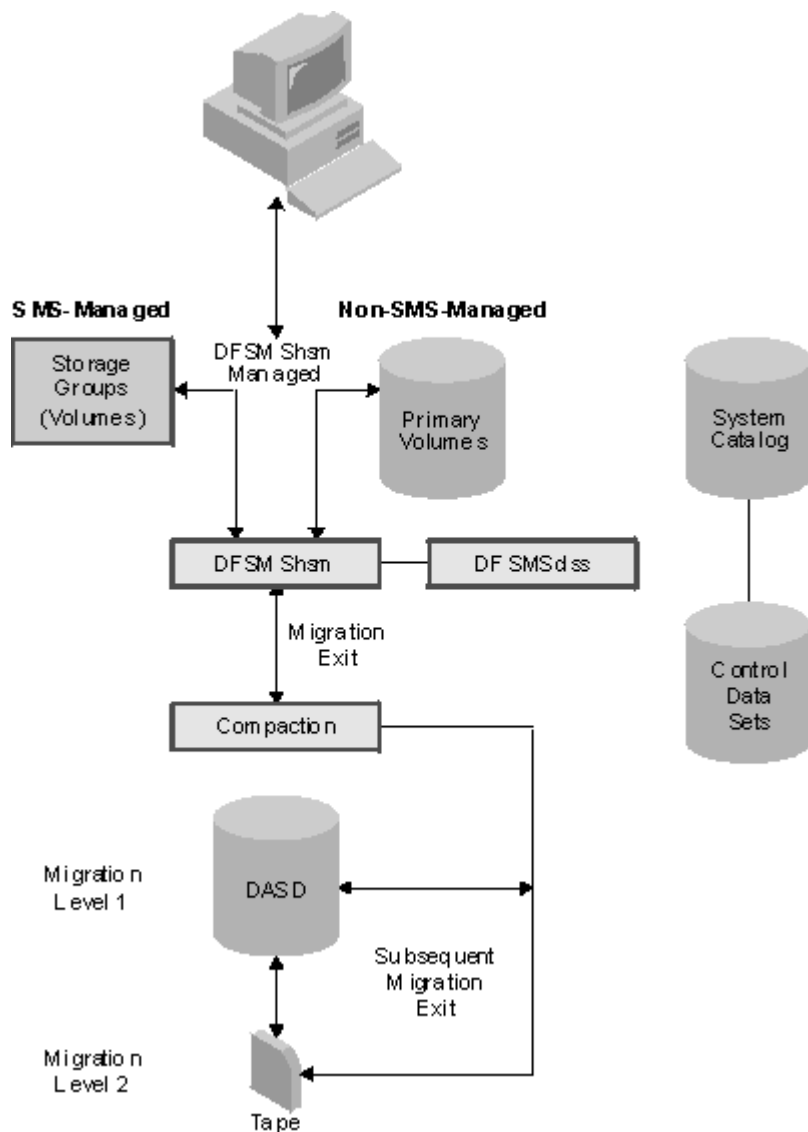 SMS-Managed
Non-SMS-Managed
DFSMShsm
Managed
Storage
Groups
(Volumes)
Primary
Volumes
System
Catalog
DFSMShsm
DFSMSdss
Migration
Exit
Control
Data
Sets
Compaction
Migration
Level 1
DASD
Subsequent
Migration
Exit
Migration
Level 2
Tape